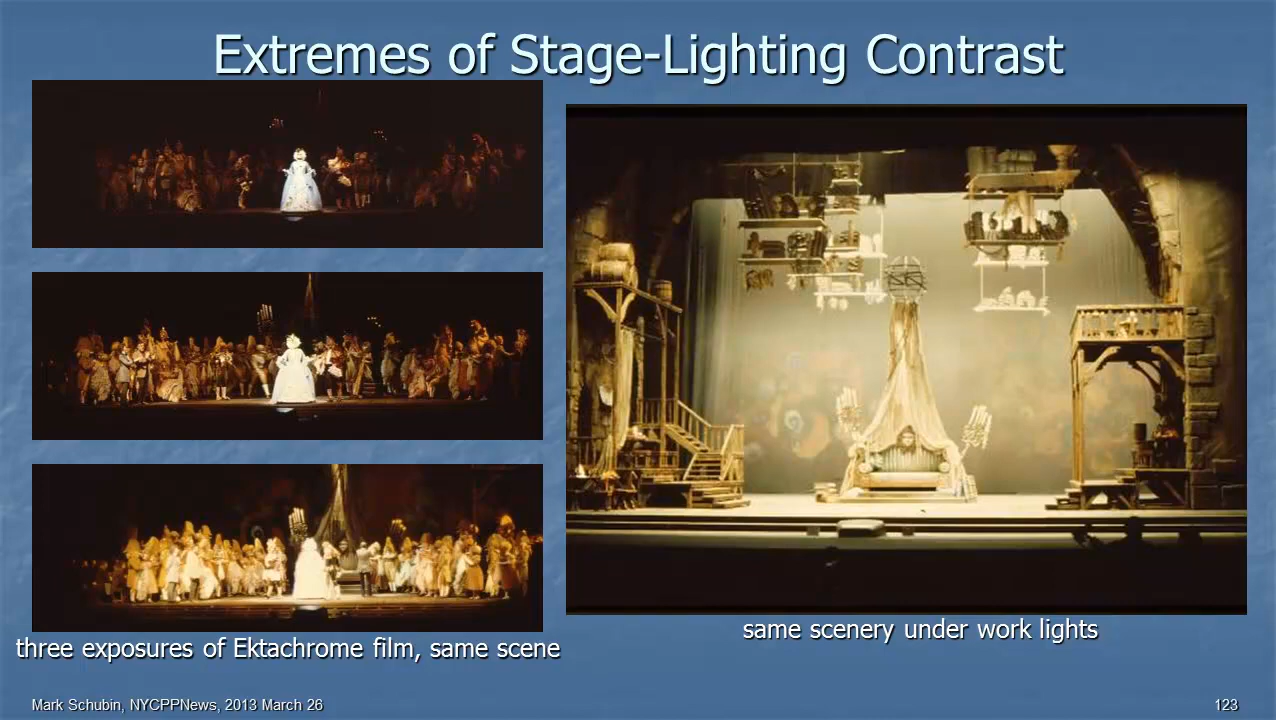 Extremes of Stage-Lighting Contrast
three exposures of Ektachrome film, same scene
same scenery under work lights
Mark Schubin, NYCPPNews, 2013 March 26
123